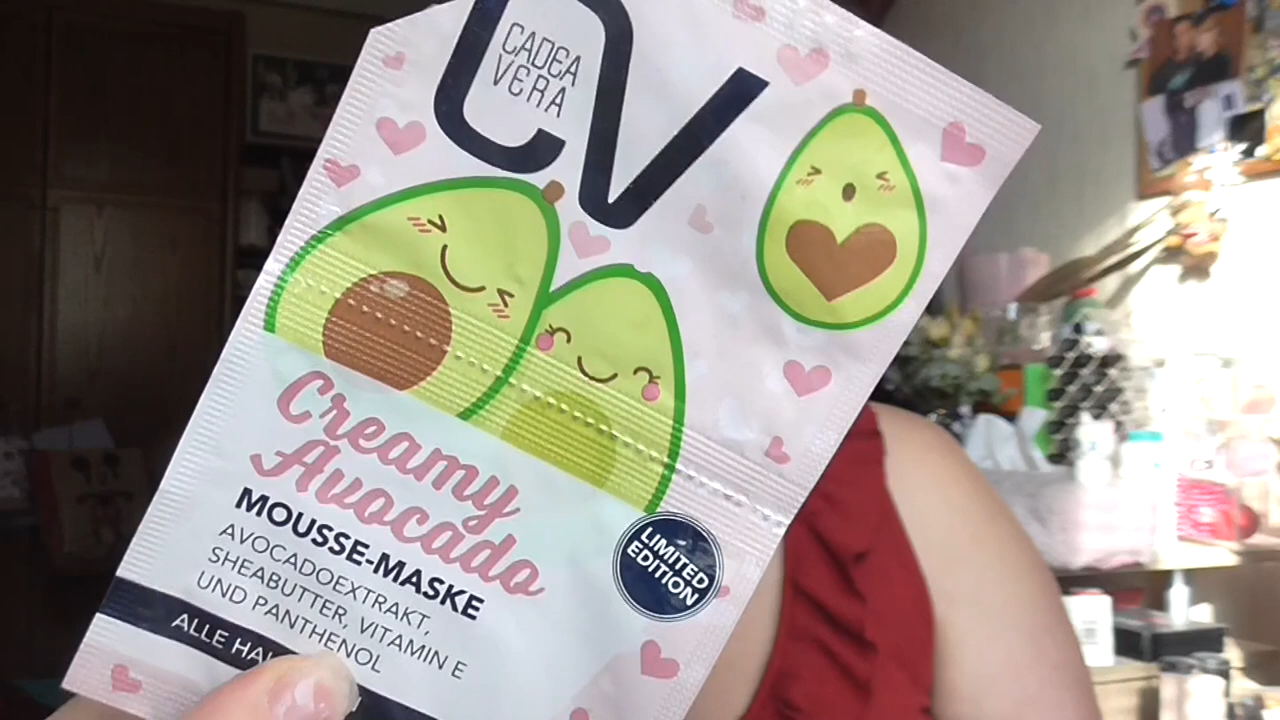 CV
CADEA
VERA
Creamy
Avocado
MOUSSE-MASKE
AVOCADOEXTRAKT,
SHEABUTTER, VITAMIN E
UND PANTHENOL
LIMITED
EDITION
ALLE